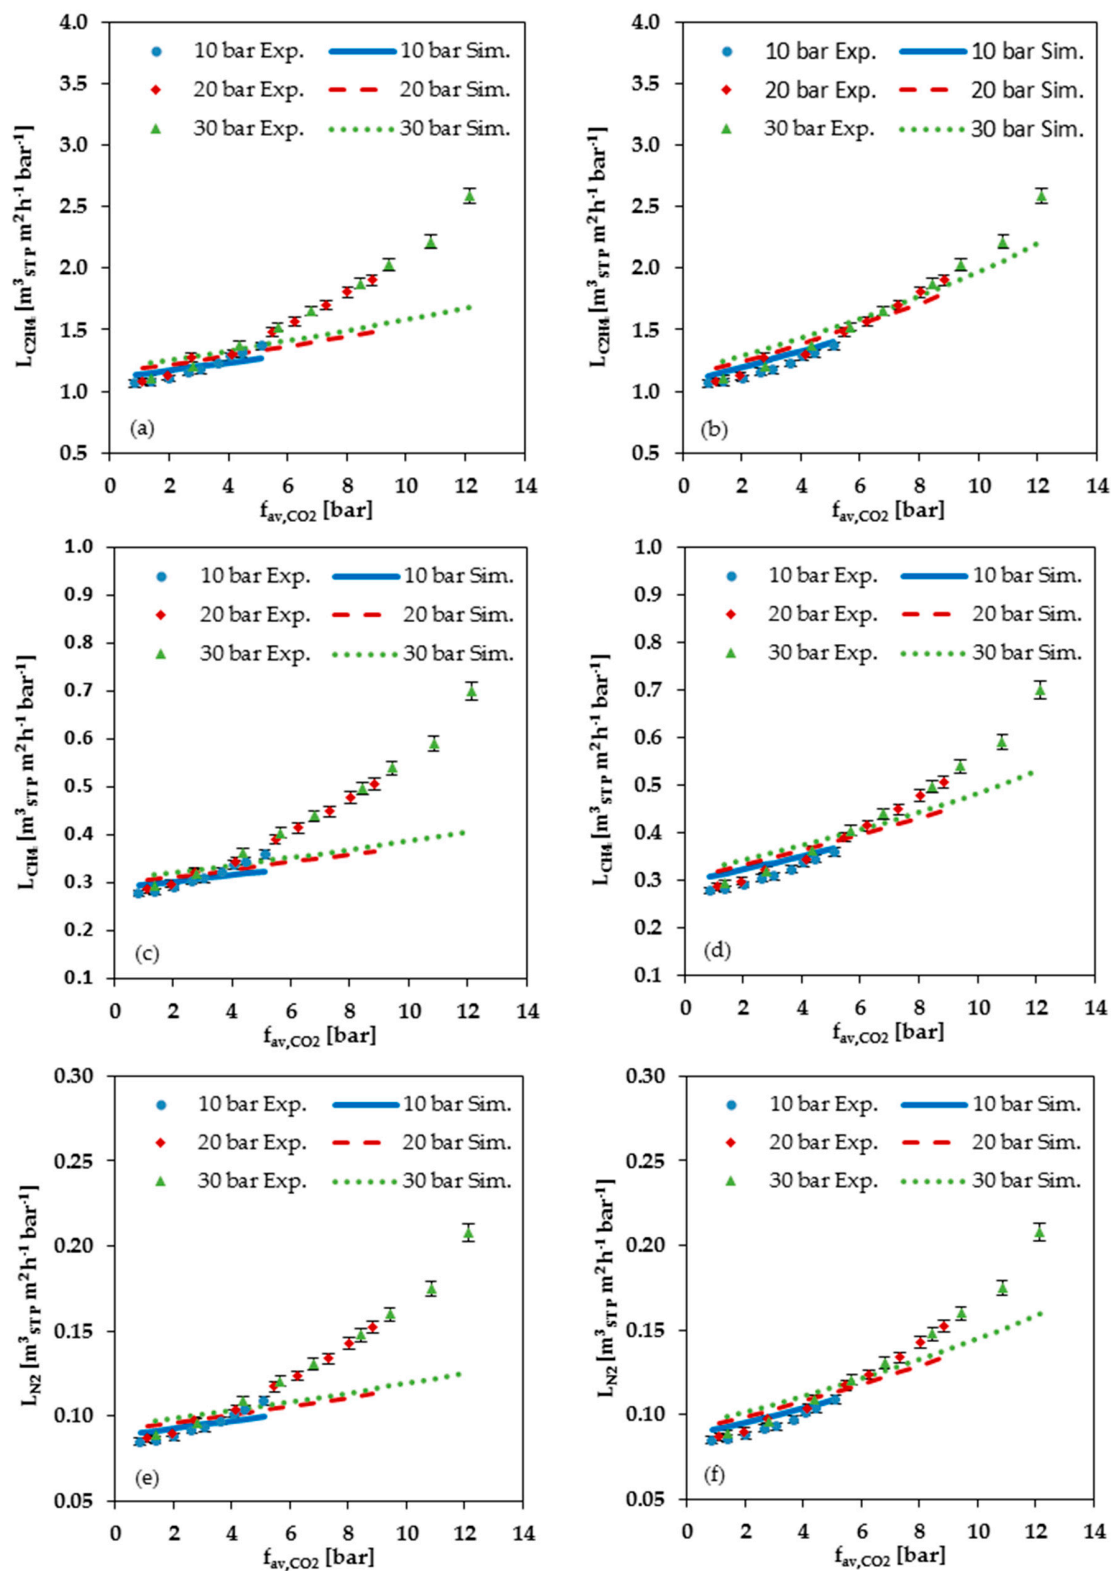 4.0
3.5
3.0
2.5
2.0
1.5
1.0
0.5
L_C2H4 [m³_STP m²h⁻¹ bar⁻¹]
10 bar Exp. 10 bar Sim.
20 bar Exp. 20 bar Sim.
30 bar Exp. 30 bar Sim.
(a)
0 2 4 6 8 10 12 14
f_av,CO2 [bar]
4.0
3.5
3.0
2.5
2.0
1.5
1.0
0.5
L_C2H4 [m³_STP m²h⁻¹ bar⁻¹]
10 bar Exp. 10 bar Sim.
20 bar Exp. 20 bar Sim.
30 bar Exp. 30 bar Sim.
(b)
0 2 4 6 8 10 12 14
f_av,CO2 [bar]
1.0
0.9
0.8
0.7
0.6
0.5
0.4
0.3
0.2
0.1
L_CH4 [m³_STP m²h⁻¹ bar⁻¹]
10 bar Exp. 10 bar Sim.
20 bar Exp. 20 bar Sim.
30 bar Exp. 30 bar Sim.
(c)
0 2 4 6 8 10 12 14
f_av,CO2 [bar]
1.0
0.9
0.8
0.7
0.6
0.5
0.4
0.3
0.2
0.1
L_CH4 [m³_STP m²h⁻¹ bar⁻¹]
10 bar Exp. 10 bar Sim.
20 bar Exp. 20 bar Sim.
30 bar Exp. 30 bar Sim.
(d)
0 2 4 6 8 10 12 14
f_av,CO2 [bar]
0.30
0.25
0.20
0.15
0.10
0.05
L_N2 [m³_STP m²h⁻¹ bar⁻¹]
10 bar Exp. 10 bar Sim.
20 bar Exp. 20 bar Sim.
30 bar Exp. 30 bar Sim.
(e)
0 2 4 6 8 10 12 14
f_av,CO2 [bar]
0.30
0.25
0.20
0.15
0.10
0.05
L_N2 [m³_STP m²h⁻¹ bar⁻¹]
10 bar Exp. 10 bar Sim.
20 bar Exp. 20 bar Sim.
30 bar Exp. 30 bar Sim.
(f)
0 2 4 6 8 10 12 14
f_av,CO2 [bar]